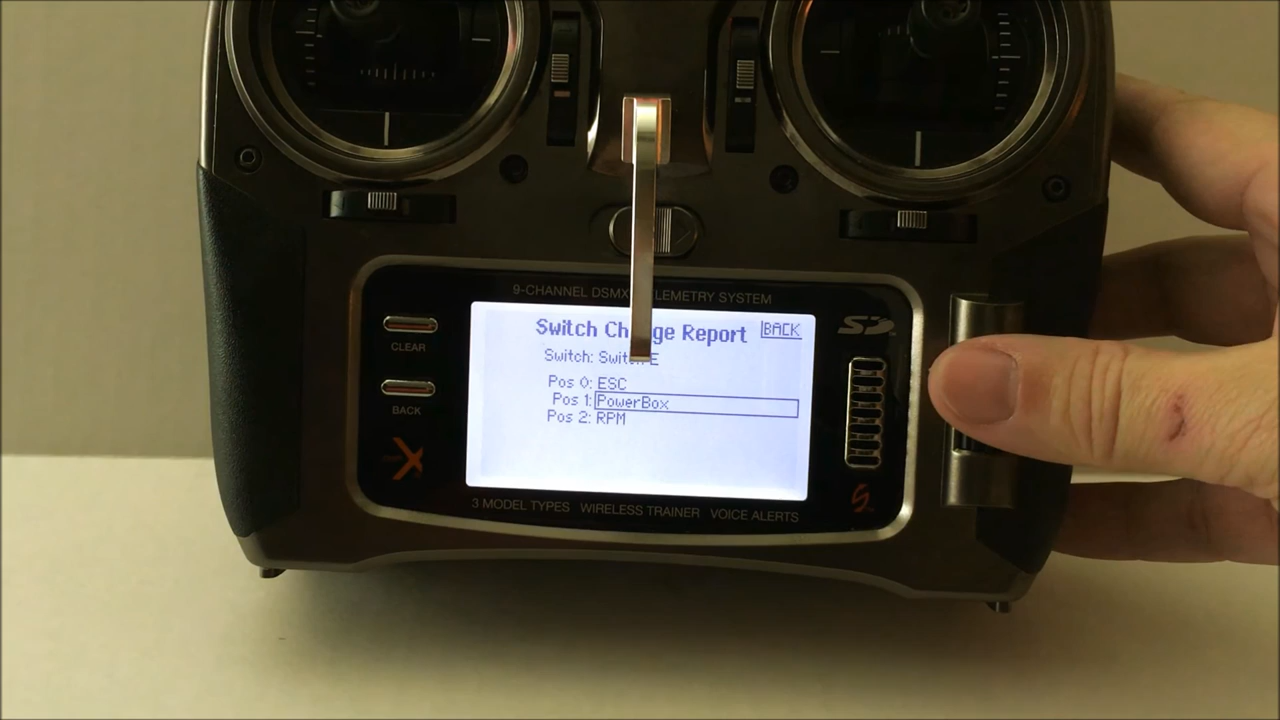 9-CHANNEL DSMX TELEMETRY SYSTEM
Switch Change Report
BACK
Switch: Switch E
Pos 0: ESC
Pos 1: PowerBox
Pos 2: RPM
CLEAR
BACK
X
SD
3 MODEL TYPES WIRELESS TRAINER VOICE ALERTS